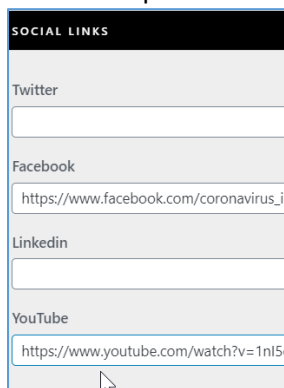 SOCIAL LINKS
Twitter
Facebook
https://www.facebook.com/coronavirus_i
Linkedin
YouTube
https://www.youtube.com/watch?v=1nI5